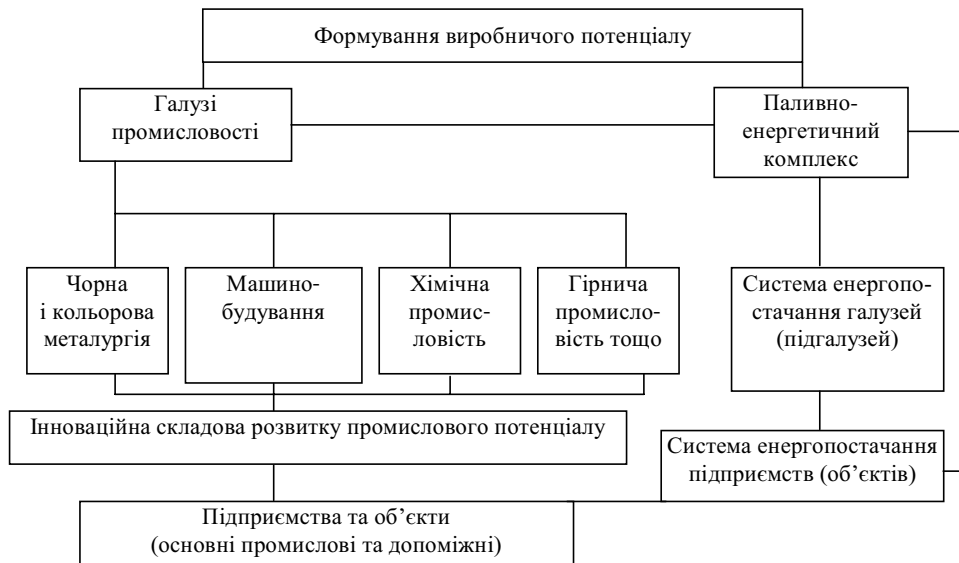 Формування виробничого потенціалу
Галузі
промисловості
Паливно-
енергетичний
комплекс
Чорна
і кольорова
металургія
Машино-
будування
Хімічна
промис-
ловість
Гірнича
промисло-
вість тощо
Система енергопо-
стачання галузей
(підгалузей)
Інноваційна складова розвитку промислового потенціалу
Система енергопостачання
підприємств (об’єктів)
Підприємства та об’єкти
(основні промислові та допоміжні)